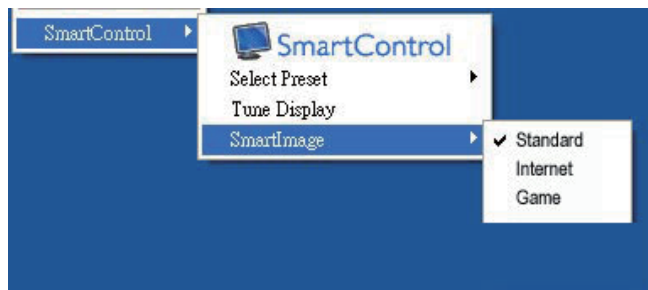 SmartControl
SmartControl
Select Preset
Tune Display
SmartImage
Standard
Internet
Game